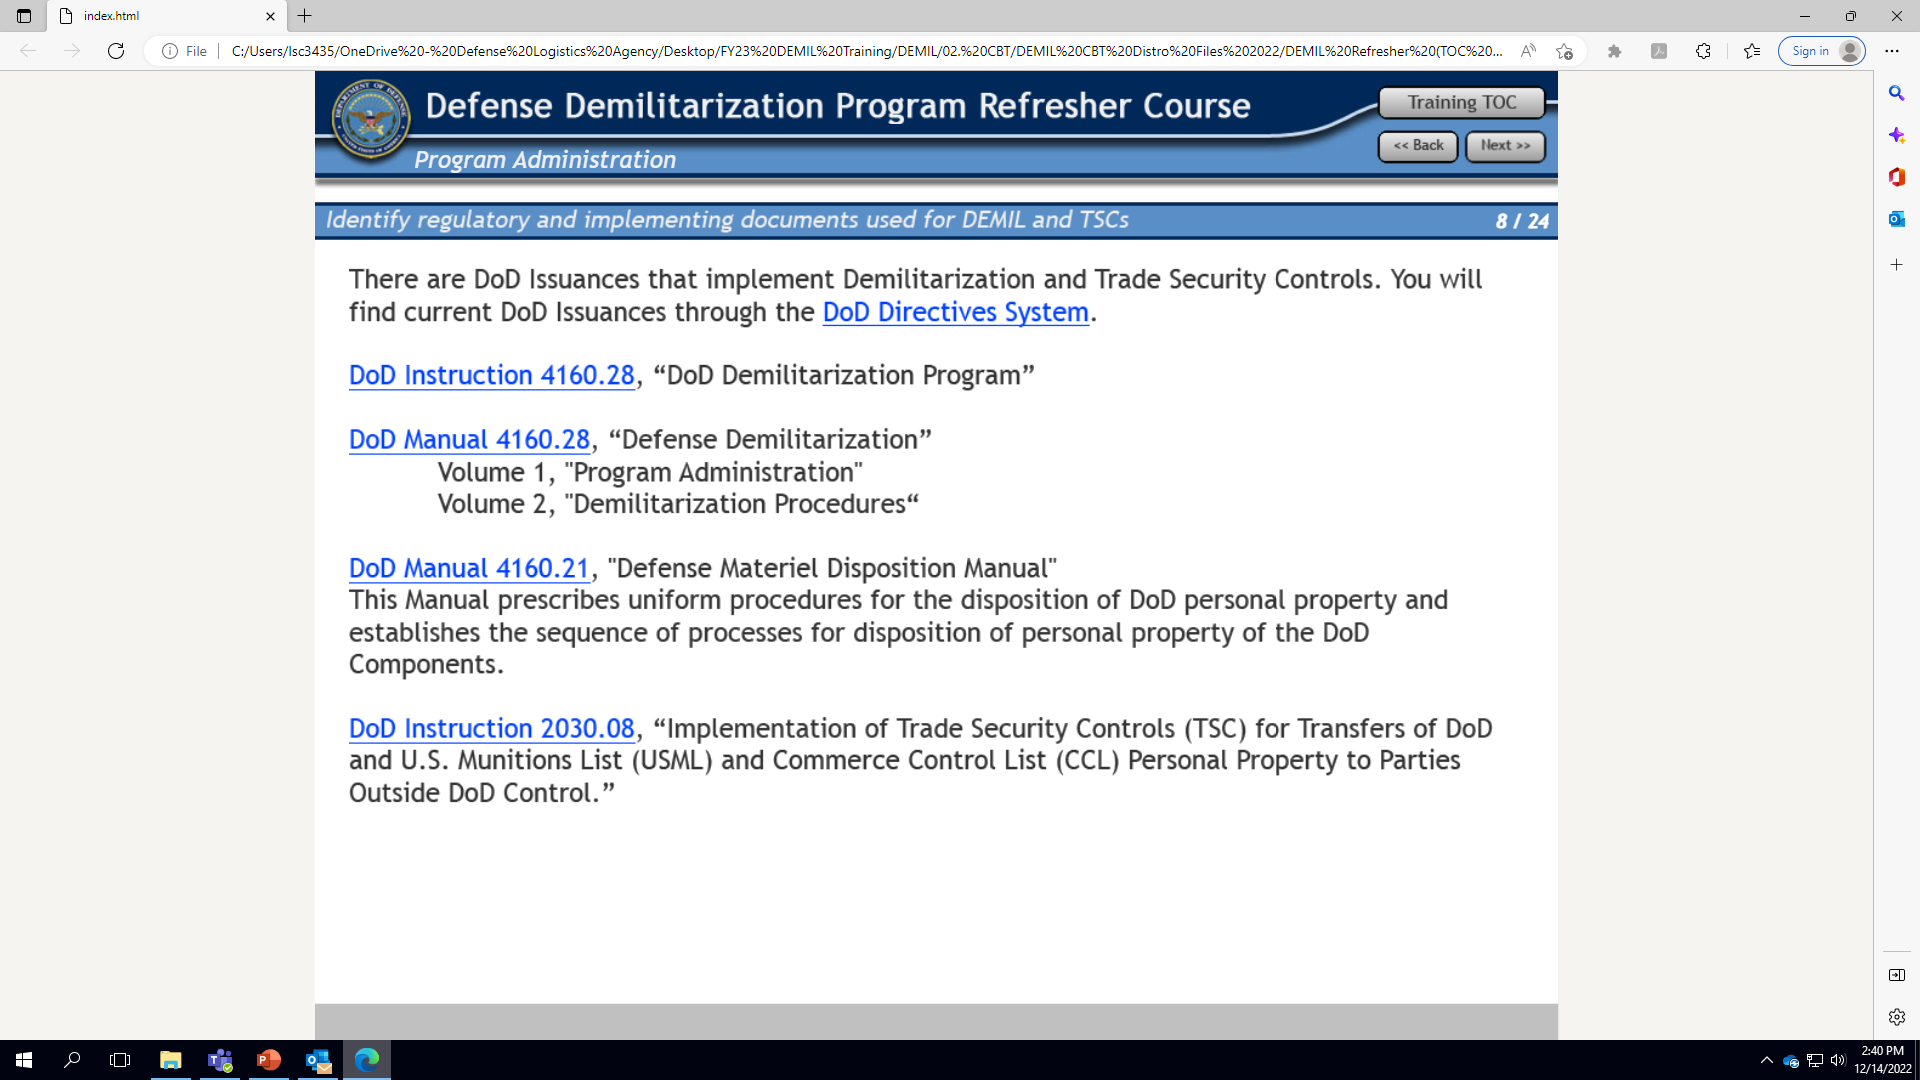 index.html
File
C:/Users/lsc3435/OneDrive%20-%20Defense%20Logistics%20Agency/Desktop/FY23%20DEMIL%20Training/DEMIL/02.%20CBT/DEMIL%20CBT%20Distro%20Files%202022/DEMIL%20Refresher%20(TOC%20...
Sign in
Defense Demilitarization Program Refresher Course
Training TOC
<< Back
Next >>
Program Administration
Identify regulatory and implementing documents used for DEMIL and TSCs
8 / 24
There are DoD Issuances that implement Demilitarization and Trade Security Controls. You will
find current DoD Issuances through the DoD Directives System.
DoD Instruction 4160.28, “DoD Demilitarization Program”
DoD Manual 4160.28, “Defense Demilitarization”
Volume 1, "Program Administration"
Volume 2, "Demilitarization Procedures“
DoD Manual 4160.21, "Defense Materiel Disposition Manual"
This Manual prescribes uniform procedures for the disposition of DoD personal property and
establishes the sequence of processes for disposition of personal property of the DoD
Components.
DoD Instruction 2030.08, “Implementation of Trade Security Controls (TSC) for Transfers of DoD
and U.S. Munitions List (USML) and Commerce Control List (CCL) Personal Property to Parties
Outside DoD Control.”
2:40 PM
12/14/2022